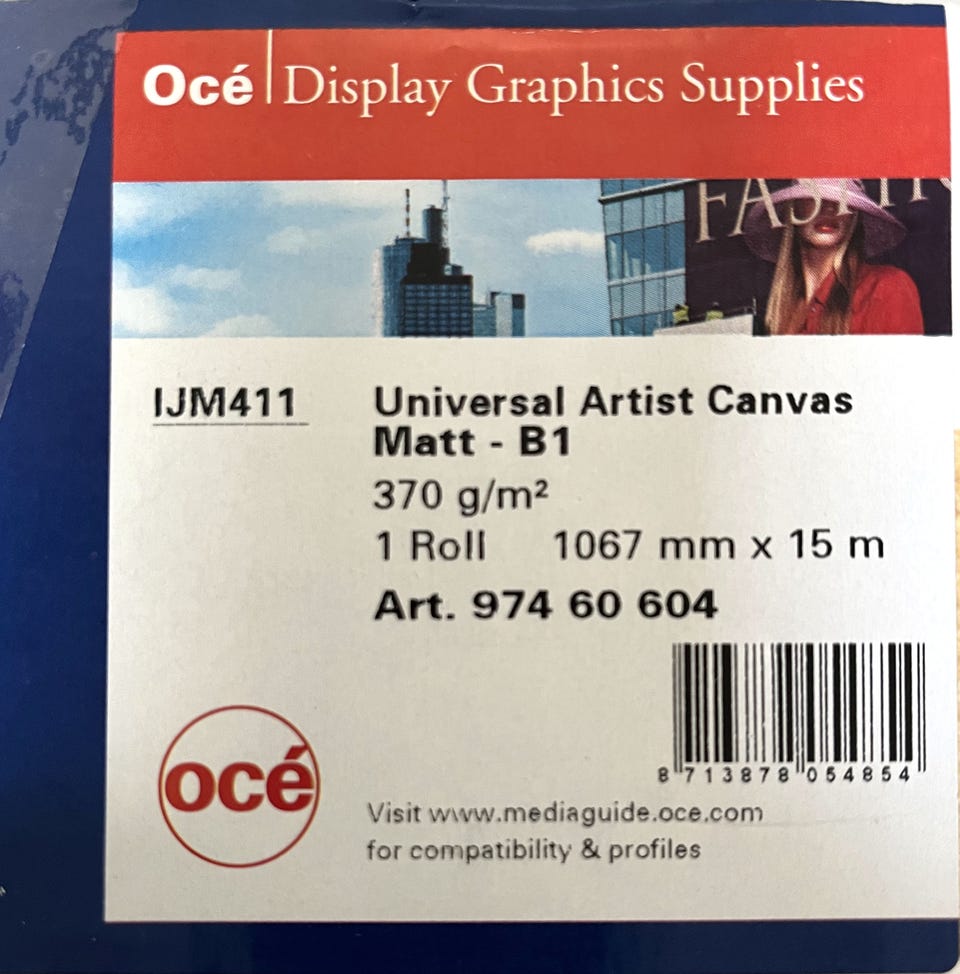 Océ | Display Graphics Supplies
FASHION
IJM411
Universal Artist Canvas
Matt - B1
370 g/m²
1 Roll 1067 mm x 15 m
Art. 974 60 604
8 713878 054854
océ
Visit www.mediaguide.oce.com
for compatibility & profiles